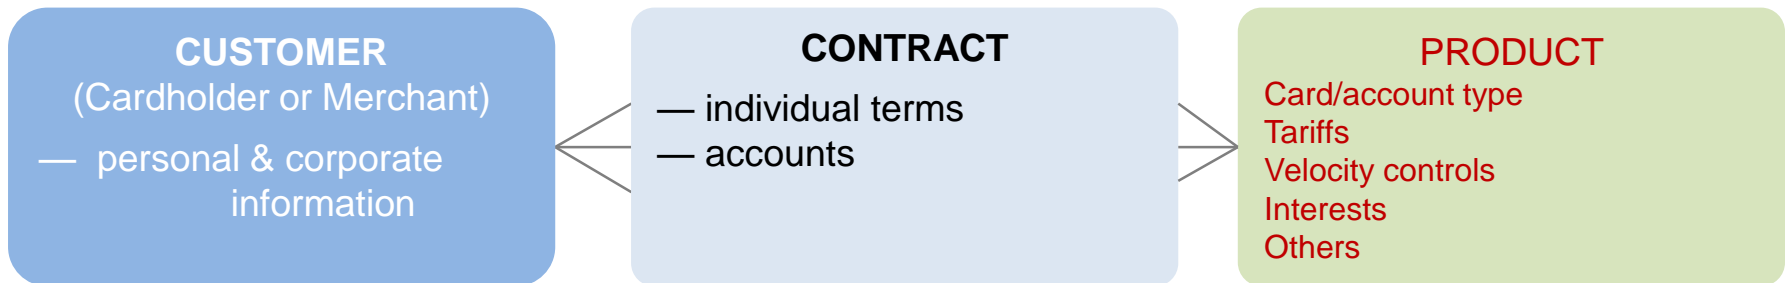 CUSTOMER
(Cardholder or Merchant)
— personal & corporate
information
CONTRACT
— individual terms
— accounts
PRODUCT
Card/account type
Tariffs
Velocity controls
Interests
Others